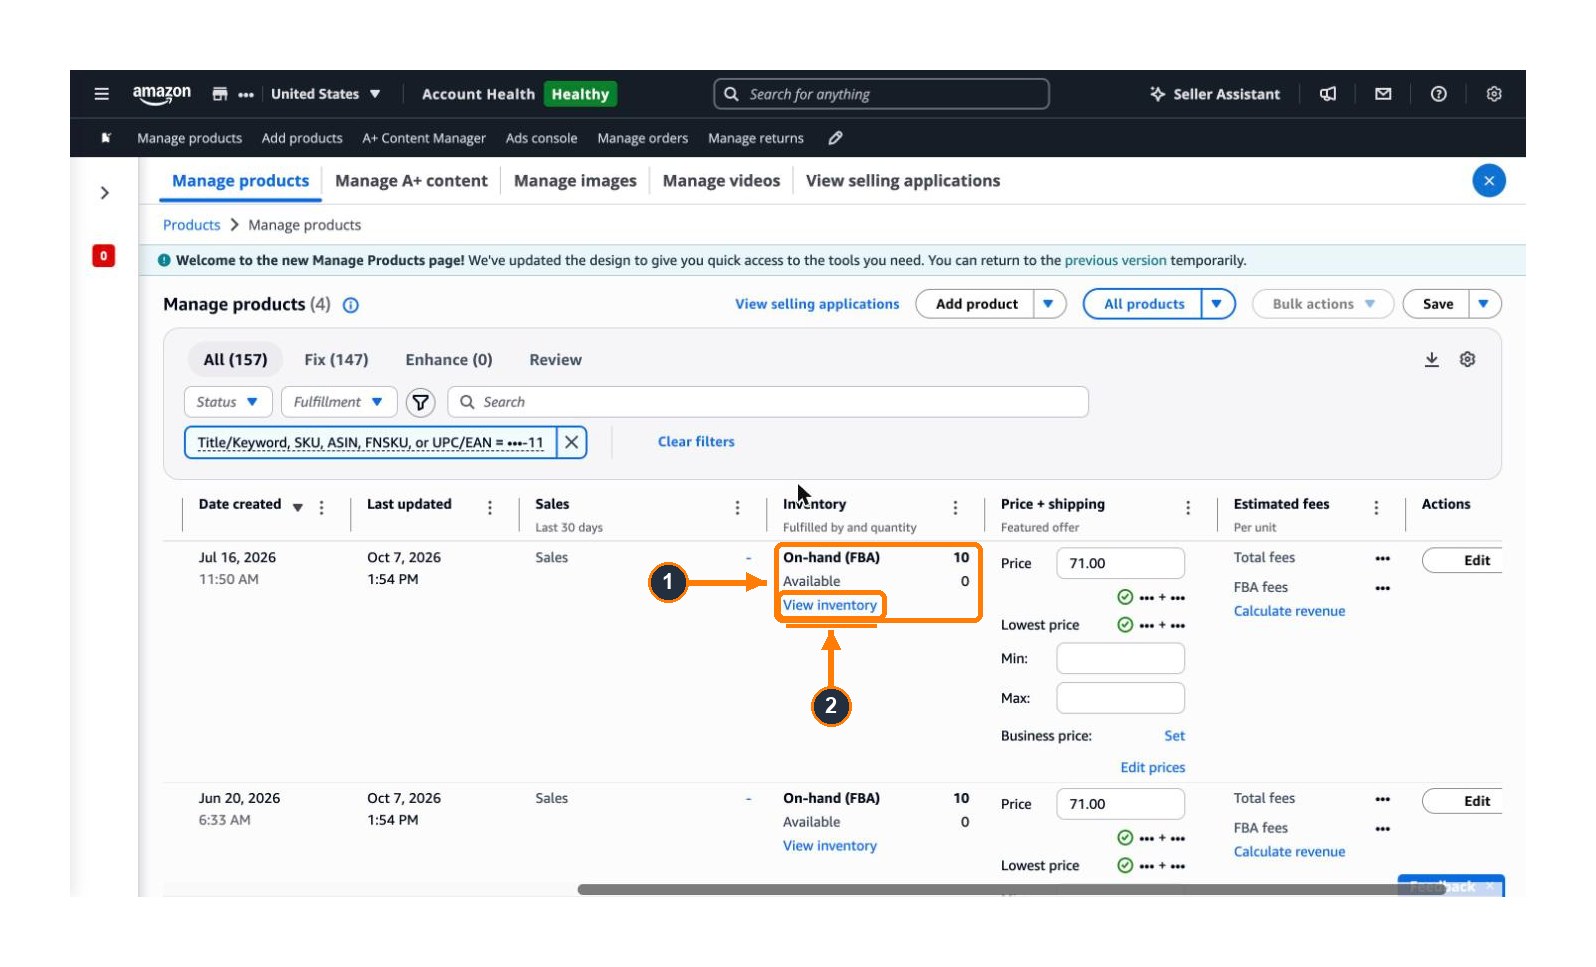 amazon ••• United States Account Health Healthy Search for anything Seller Assistant
Manage products Add products A+ Content Manager Ads console Manage orders Manage returns
Manage products Manage A+ content Manage images Manage videos View selling applications
Products > Manage products
0
Welcome to the new Manage Products page! We've updated the design to give you quick access to the tools you need. You can return to the previous version temporarily.
Manage products (4) View selling applications Add product All products Bulk actions Save
All (157) Fix (147) Enhance (0) Review
Status Fulfillment Search
Title/Keyword, SKU, ASIN, FNSKU, or UPC/EAN = •••-11 Clear filters
Date created Last updated Sales Inventory Price + shipping Estimated fees Actions
Last 30 days Fulfilled by and quantity Featured offer Per unit
Jul 16, 2026 Oct 7, 2026 Sales - On-hand (FBA) 10 Price 71.00 Total fees ••• Edit
11:50 AM 1:54 PM 1 Available 0 ••• + ••• FBA fees •••
View inventory Calculate revenue
Lowest price ••• + •••
Min:
Max:
2
Business price: Set
Edit prices
Jun 20, 2026 Oct 7, 2026 Sales - On-hand (FBA) 10 Price 71.00 Total fees ••• Edit
6:33 AM 1:54 PM Available 0 ••• + ••• FBA fees •••
View inventory Calculate revenue
Lowest price ••• + •••
Feedback